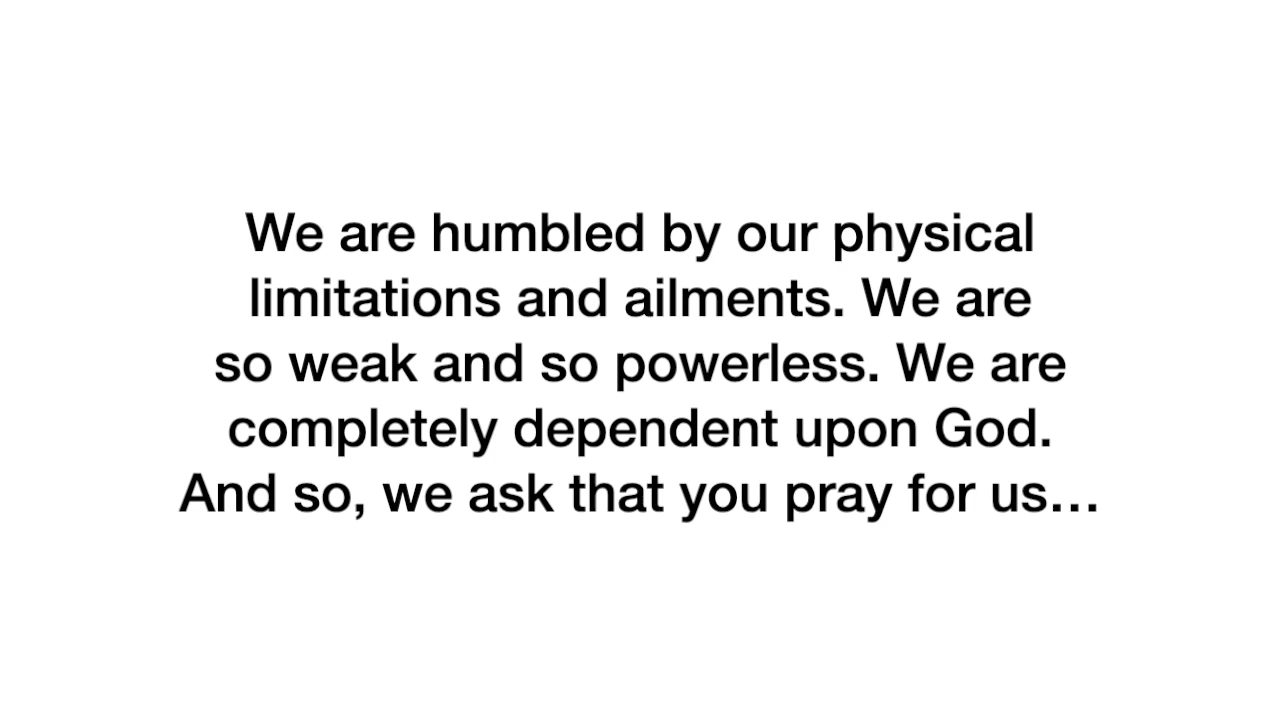 We are humbled by our physical
limitations and ailments. We are
so weak and so powerless. We are
completely dependent upon God.
And so, we ask that you pray for us…